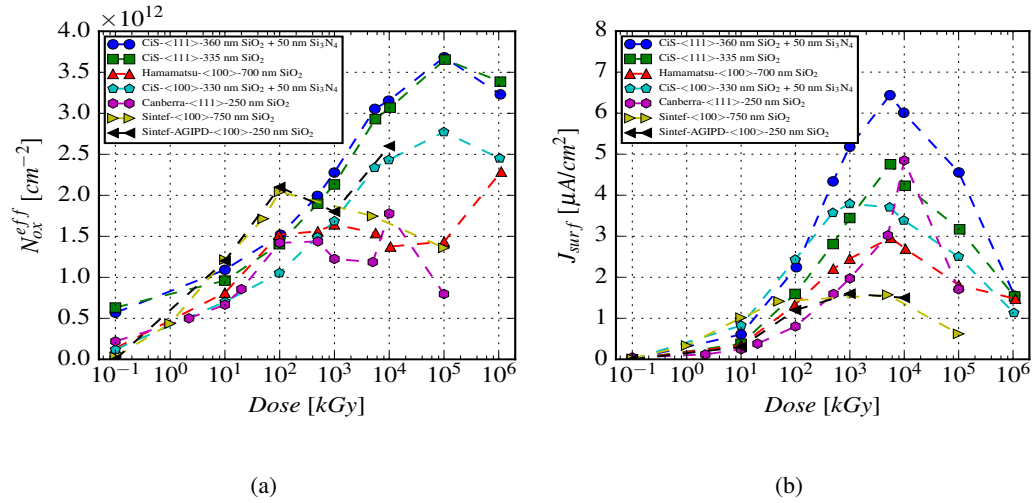 ×10¹²
4.0
3.5
3.0
2.5
2.0
1.5
1.0
0.5
0.0
N_{ox}^{eff} [cm⁻²]
CiS-<111>-360 nm SiO₂ + 50 nm Si₃N₄
CiS-<111>-335 nm SiO₂
Hamamatsu-<100>-700 nm SiO₂
CiS-<100>-330 nm SiO₂ + 50 nm Si₃N₄
Canberra-<111>-250 nm SiO₂
Sintef-<100>-750 nm SiO₂
Sintef-AGIPD-<100>-250 nm SiO₂
10⁻¹ 10⁰ 10¹ 10² 10³ 10⁴ 10⁵ 10⁶
Dose [kGy]
(a)
8
7
6
5
4
3
2
1
0
J_{surf} [μA/cm²]
CiS-<111>-360 nm SiO₂ + 50 nm Si₃N₄
CiS-<111>-335 nm SiO₂
Hamamatsu-<100>-700 nm SiO₂
CiS-<100>-330 nm SiO₂ + 50 nm Si₃N₄
Canberra-<111>-250 nm SiO₂
Sintef-<100>-750 nm SiO₂
Sintef-AGIPD-<100>-250 nm SiO₂
10⁻¹ 10⁰ 10¹ 10² 10³ 10⁴ 10⁵ 10⁶
Dose [kGy]
(b)